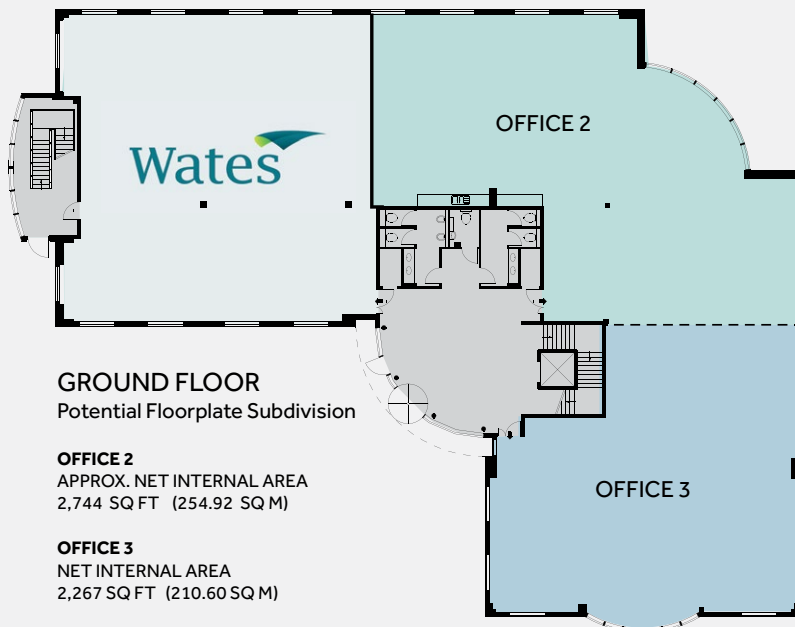 Wates
OFFICE 2
GROUND FLOOR
Potential Floorplate Subdivision
OFFICE 2
APPROX. NET INTERNAL AREA
2,744 SQ FT (254.92 SQ M)
OFFICE 3
NET INTERNAL AREA
2,267 SQ FT (210.60 SQ M)
OFFICE 3